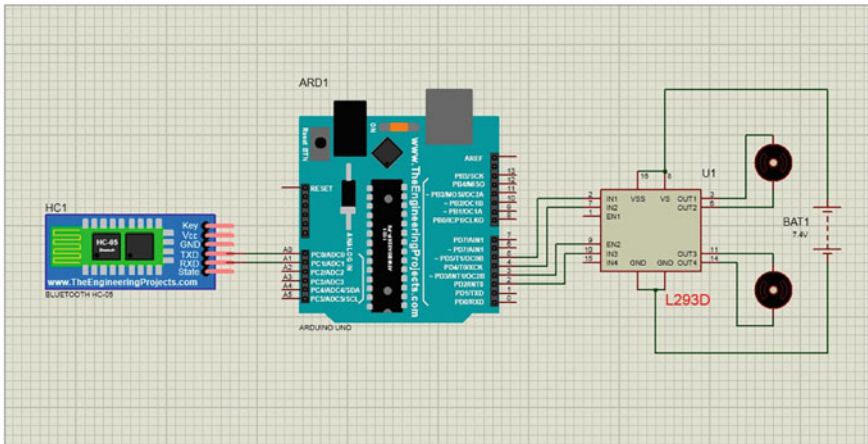 HC1
HC-05
Key
Vcc
GND
TXD
RXD
State
www.TheEngineeringProjects.com
BLUETOOTH HC-05
ARD1
Reset BTN
ON
ANALOG IN
www.TheEngineeringProjects.com
RESET
A0 PC0/ADC0
A1 PC1/ADC1
A2 PC2/ADC2
A3 PC3/ADC3
A4 PC4/ADC4/SDA
A5 PC5/ADC5/SCL
ARDUINO UNO
AREF
PB5/SCK 13
PB4/MISO 12
~PB3/MOSI/OC2A 11
~PB2/OC1B 10
~PB1/OC1A 9
PB0/ICP1/CLKO 8
PD7/AIN1 7
~PD5/T1/OC0B 5
PD4/T0/XCK 4
~PD3/INT1/OC2B 3
PD2/INT0 2
PD1/TXD 1
PD0/RXD 0
U1
16
8
VSS
VS
2 IN1
7 IN2
1 EN1
9 EN2
10 IN3
15 IN4
OUT1 3
OUT2 6
OUT3 11
OUT4 14
GND
GND
L293D
BAT1
7.4V